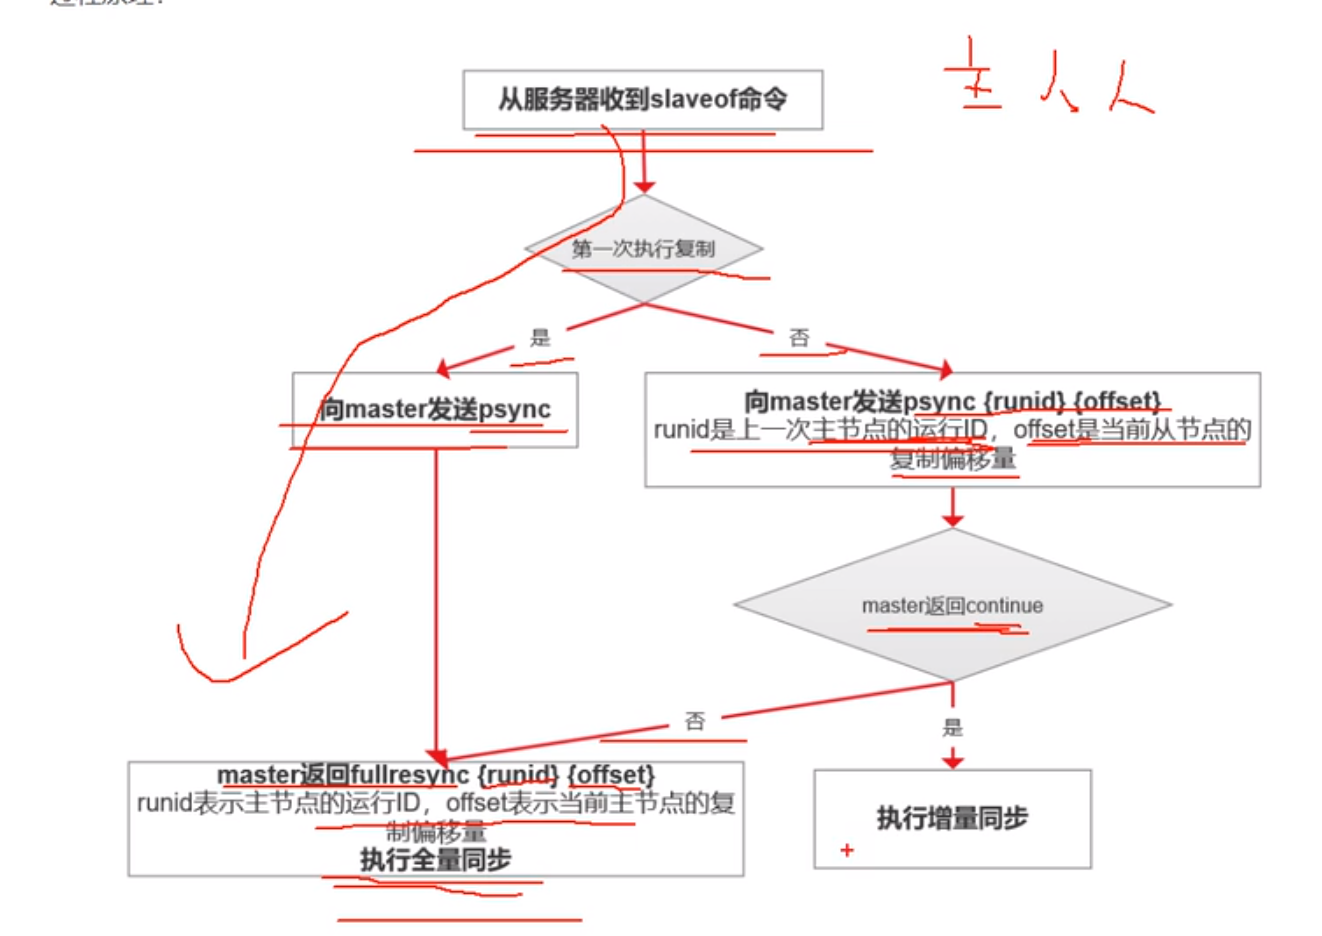 从服务器收到slaveof命令
主 从 人
第一次执行复制
是
否
向master发送psync
向master发送psync {runid} {offset}
runid是上一次主节点的运行ID，offset是当前从节点的
复制偏移量
master返回continue
否
是
master返回fullresync {runid} {offset}
runid表示主节点的运行ID，offset表示当前主节点的复
制偏移量
执行全量同步
执行增量同步